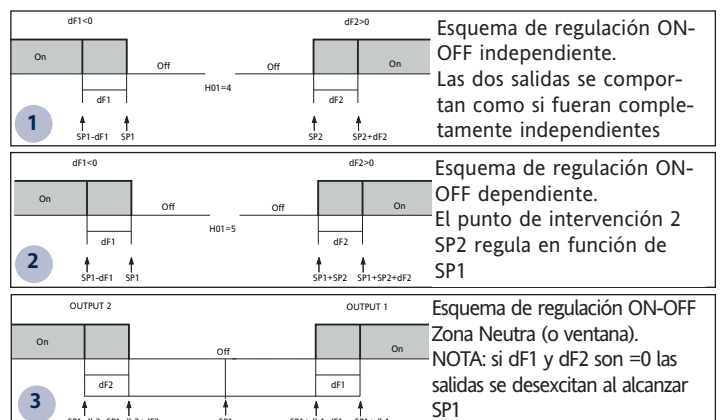 dF1<0
dF2>0
On
Off
H01=4
Off
On
dF1
dF2
1
SP1-dF1
SP1
SP2
SP2+dF2
Esquema de regulación ON-
OFF independiente.
Las dos salidas se compor-
tan como si fueran comple-
tamente independientes
dF1<0
dF2>0
On
Off
H01=5
Off
On
dF1
dF2
2
SP1-dF1
SP1
SP1+SP2
SP1+SP2+dF2
Esquema de regulación ON-
OFF dependiente.
El punto de intervención 2
SP2 regula en función de
SP1
OUTPUT 2
OUTPUT 1
On
Off
On
dF2
dF1
3
Esquema de regulación ON-OFF
Zona Neutra (o ventana).
NOTA: si dF1 y dF2 son =0 las
salidas se desexcitan al alcanzar
SP1